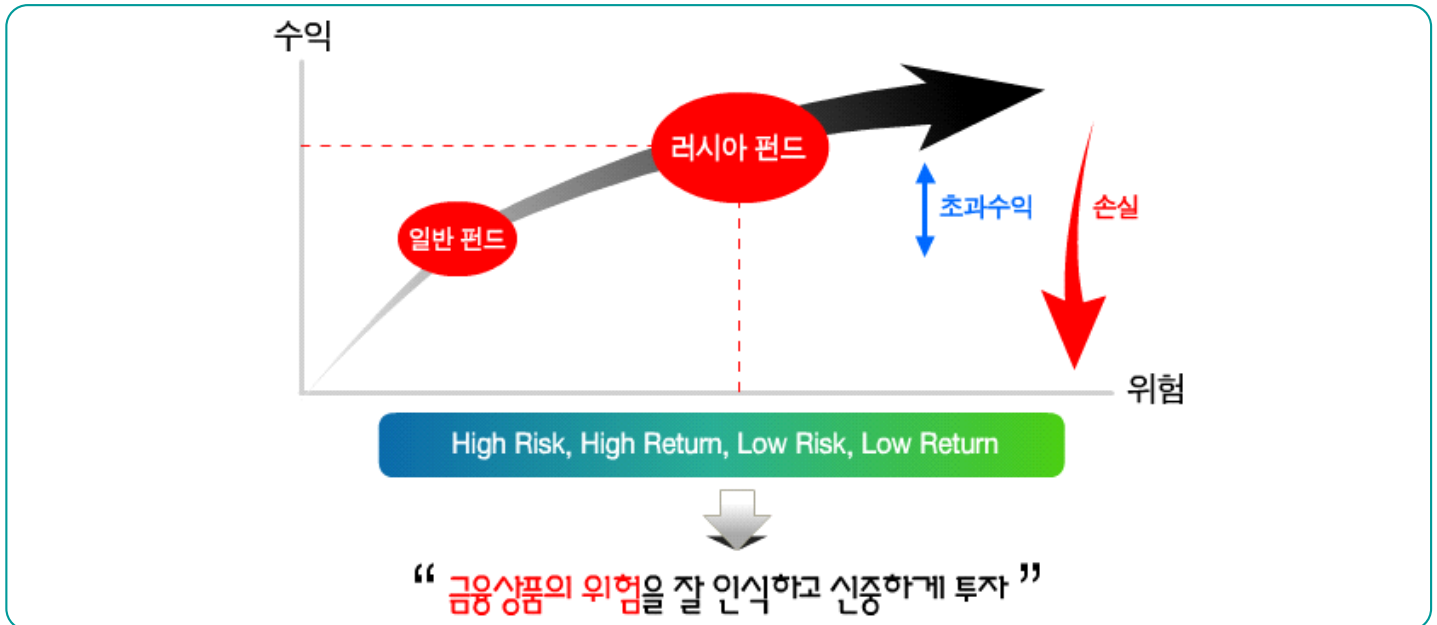 수익
러시아 펀드
일반 펀드
초과수익
손실
위험
High Risk, High Return, Low Risk, Low Return
“ 금융상품의 위험을 잘 인식하고 신중하게 투자 ”